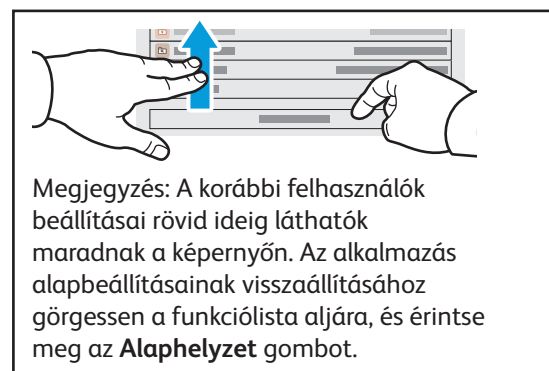 Megjegyzés: A korábbi felhasználók
beállításai rövid ideig láthatók
maradnak a képernyőn. Az alkalmazás
alapbeállításainak visszaállításához
görgessen a funkciólista aljára, és érintse
meg az Alaphelyzet gombot.